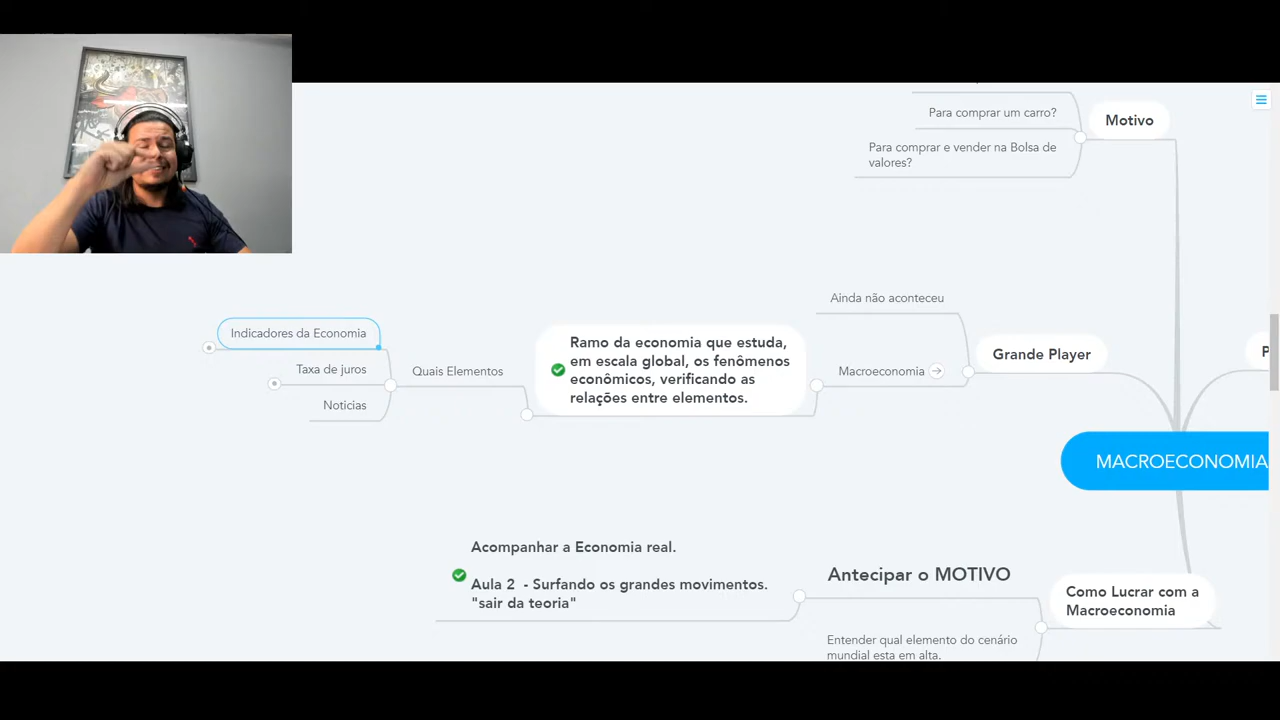 Para comprar um carro?
Motivo
Para comprar e vender na Bolsa de
valores?
Ainda não aconteceu
Grande Player
Macroeconomia
Ramo da economia que estuda,
em escala global, os fenômenos
econômicos, verificando as
relações entre elementos.
Quais Elementos
Indicadores da Economia
Taxa de juros
Noticias
P
MACROECONOMIA
Acompanhar a Economia real.
Aula 2 - Surfando os grandes movimentos.
"sair da teoria"
Antecipar o MOTIVO
Como Lucrar com a
Macroeconomia
Entender qual elemento do cenário
mundial esta em alta.